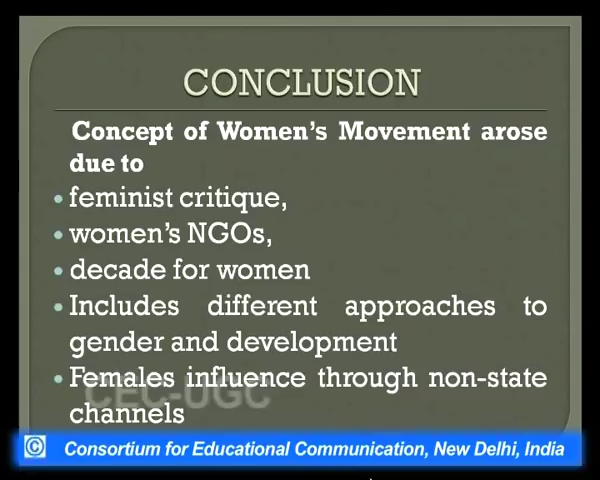 CONCLUSION
Concept of Women's Movement arose
due to
• feminist critique,
• women's NGOs,
• decade for women
• Includes different approaches to
gender and development
• Females influence through non-state
channels
CEC-UGC
© Consortium for Educational Communication, New Delhi, India